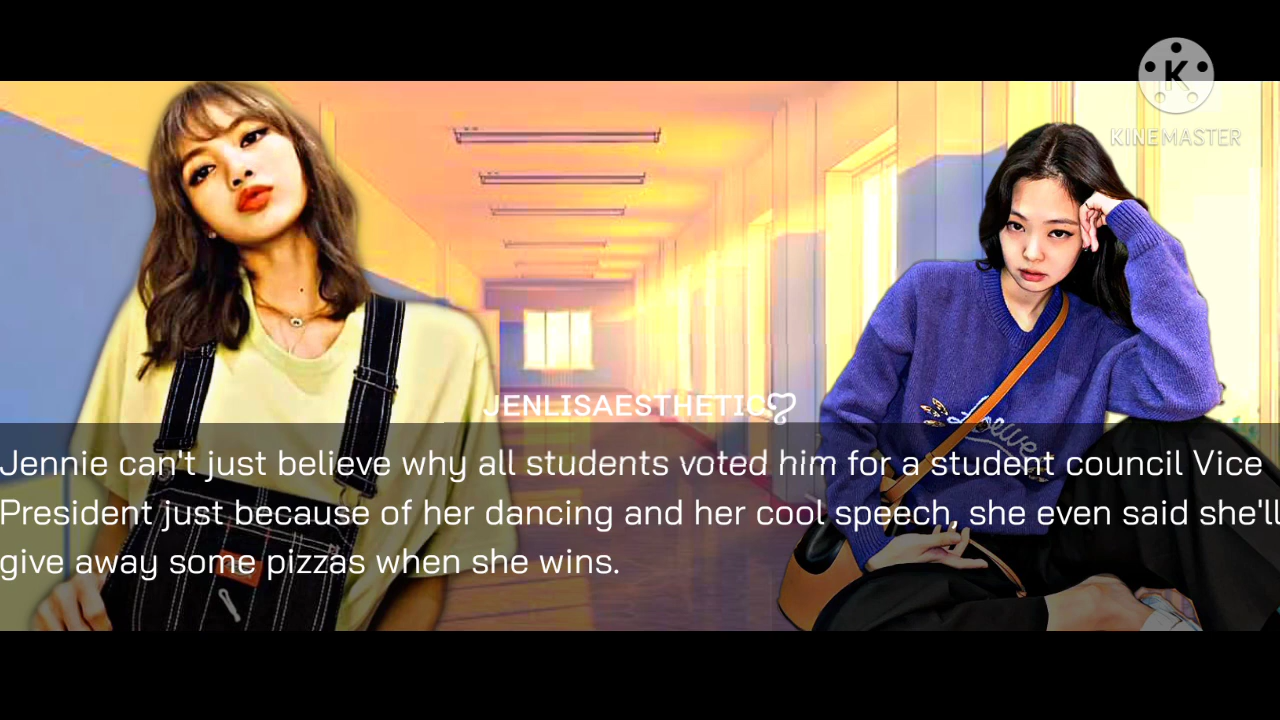 K
KINEMASTER
JENLISAESTHETIC
Jennie can't just believe why all students voted him for a student council Vice
President just because of her dancing and her cool speech, she even said she'll
give away some pizzas when she wins.
Loewe